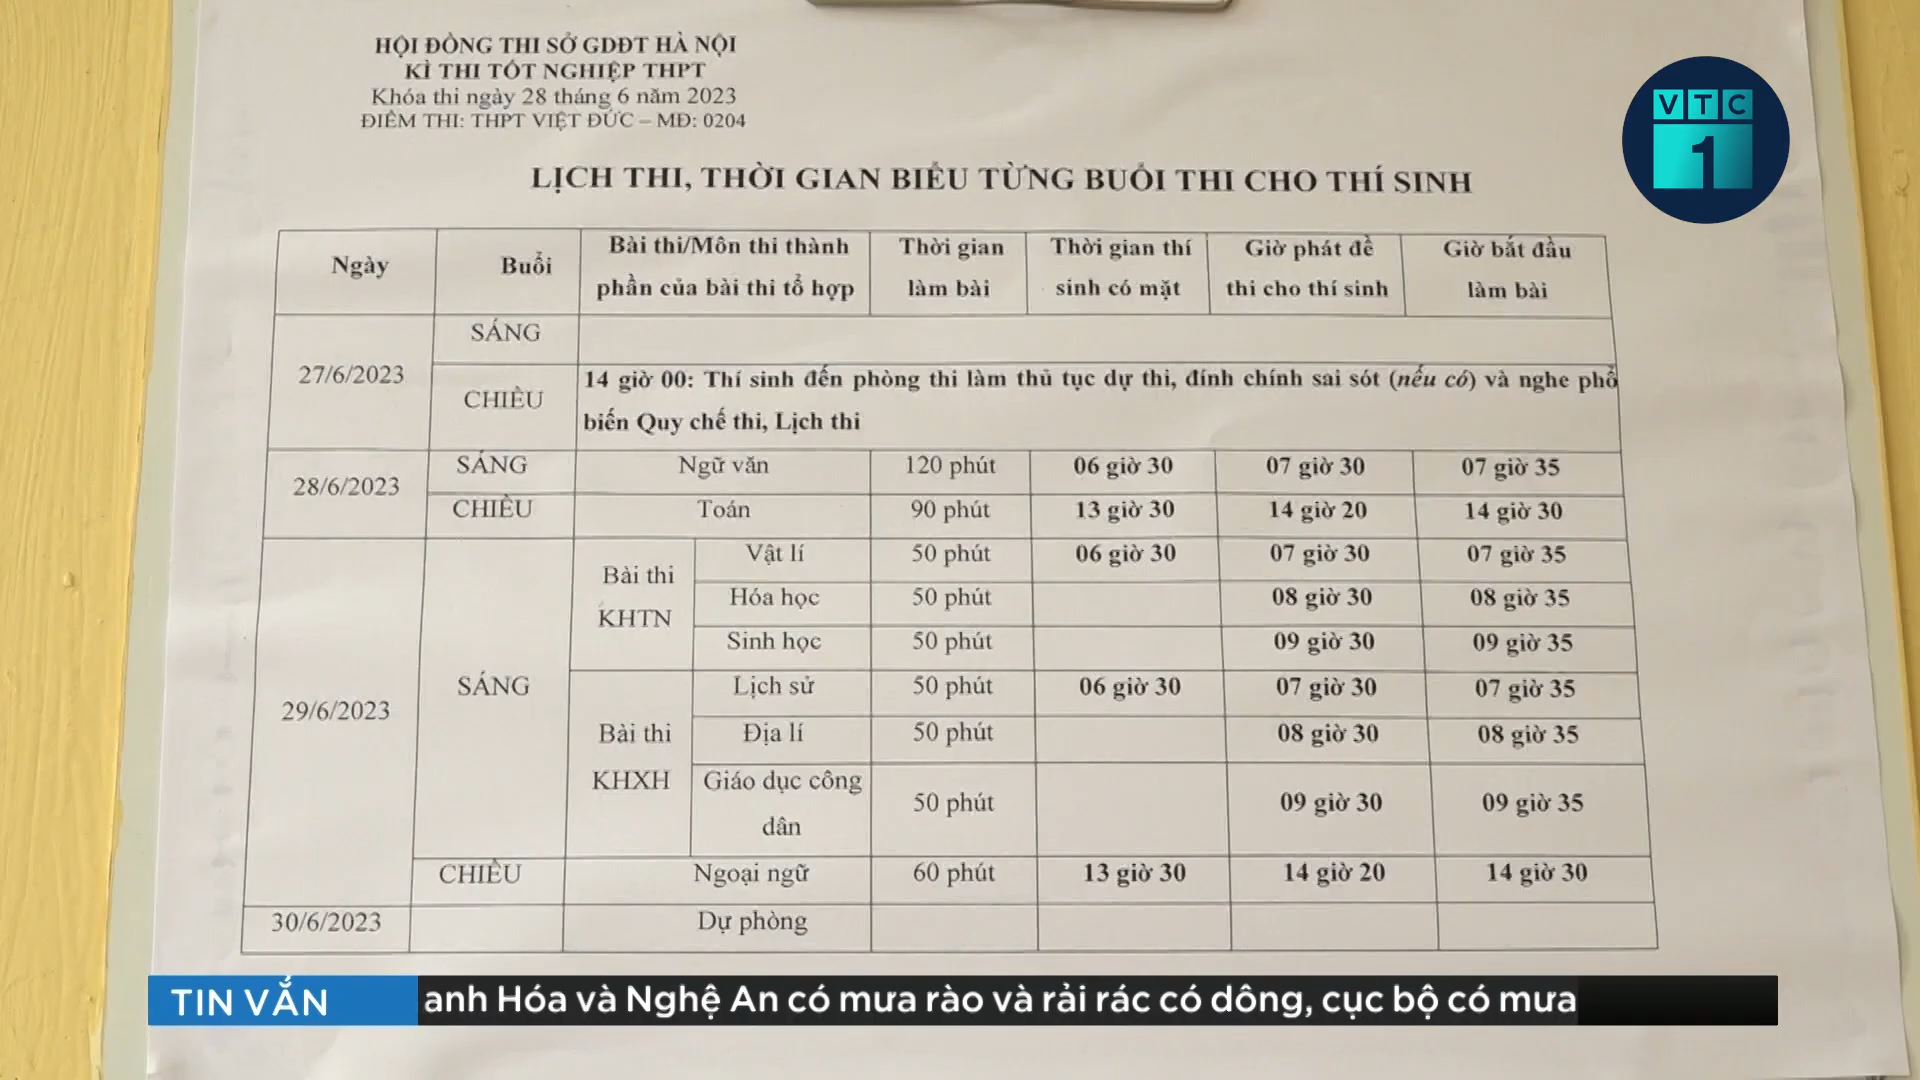 HỘI ĐỒNG THI SỞ GDĐT HÀ NỘI
KÌ THI TỐT NGHIỆP THPT
Khóa thi ngày 28 tháng 6 năm 2023
ĐIỂM THI: THPT VIỆT ĐỨC – MĐ: 0204
VTC
1
LỊCH THI, THỜI GIAN BIỂU TỪNG BUỔI THI CHO THÍ SINH
Ngày Buổi Bài thi/Môn thi thành phần của bài thi tổ hợp Thời gian làm bài Thời gian thí sinh có mặt Giờ phát đề thi cho thí sinh Giờ bắt đầu làm bài
27/6/2023 SÁNG
CHIỀU 14 giờ 00: Thí sinh đến phòng thi làm thủ tục dự thi, đính chính sai sót (nếu có) và nghe phổ
biến Quy chế thi, Lịch thi
28/6/2023 SÁNG Ngữ văn 120 phút 06 giờ 30 07 giờ 30 07 giờ 35
CHIỀU Toán 90 phút 13 giờ 30 14 giờ 20 14 giờ 30
29/6/2023 SÁNG Bài thi KHTN Vật lí 50 phút 06 giờ 30 07 giờ 30 07 giờ 35
Hóa học 50 phút 08 giờ 30 08 giờ 35
Sinh học 50 phút 09 giờ 30 09 giờ 35
Bài thi KHXH Lịch sử 50 phút 06 giờ 30 07 giờ 30 07 giờ 35
Địa lí 50 phút 08 giờ 30 08 giờ 35
Giáo dục công dân 50 phút 09 giờ 30 09 giờ 35
CHIỀU Ngoại ngữ 60 phút 13 giờ 30 14 giờ 20 14 giờ 30
30/6/2023 Dự phòng
TIN VẮN anh Hóa và Nghệ An có mưa rào và rải rác có dông, cục bộ có mưa